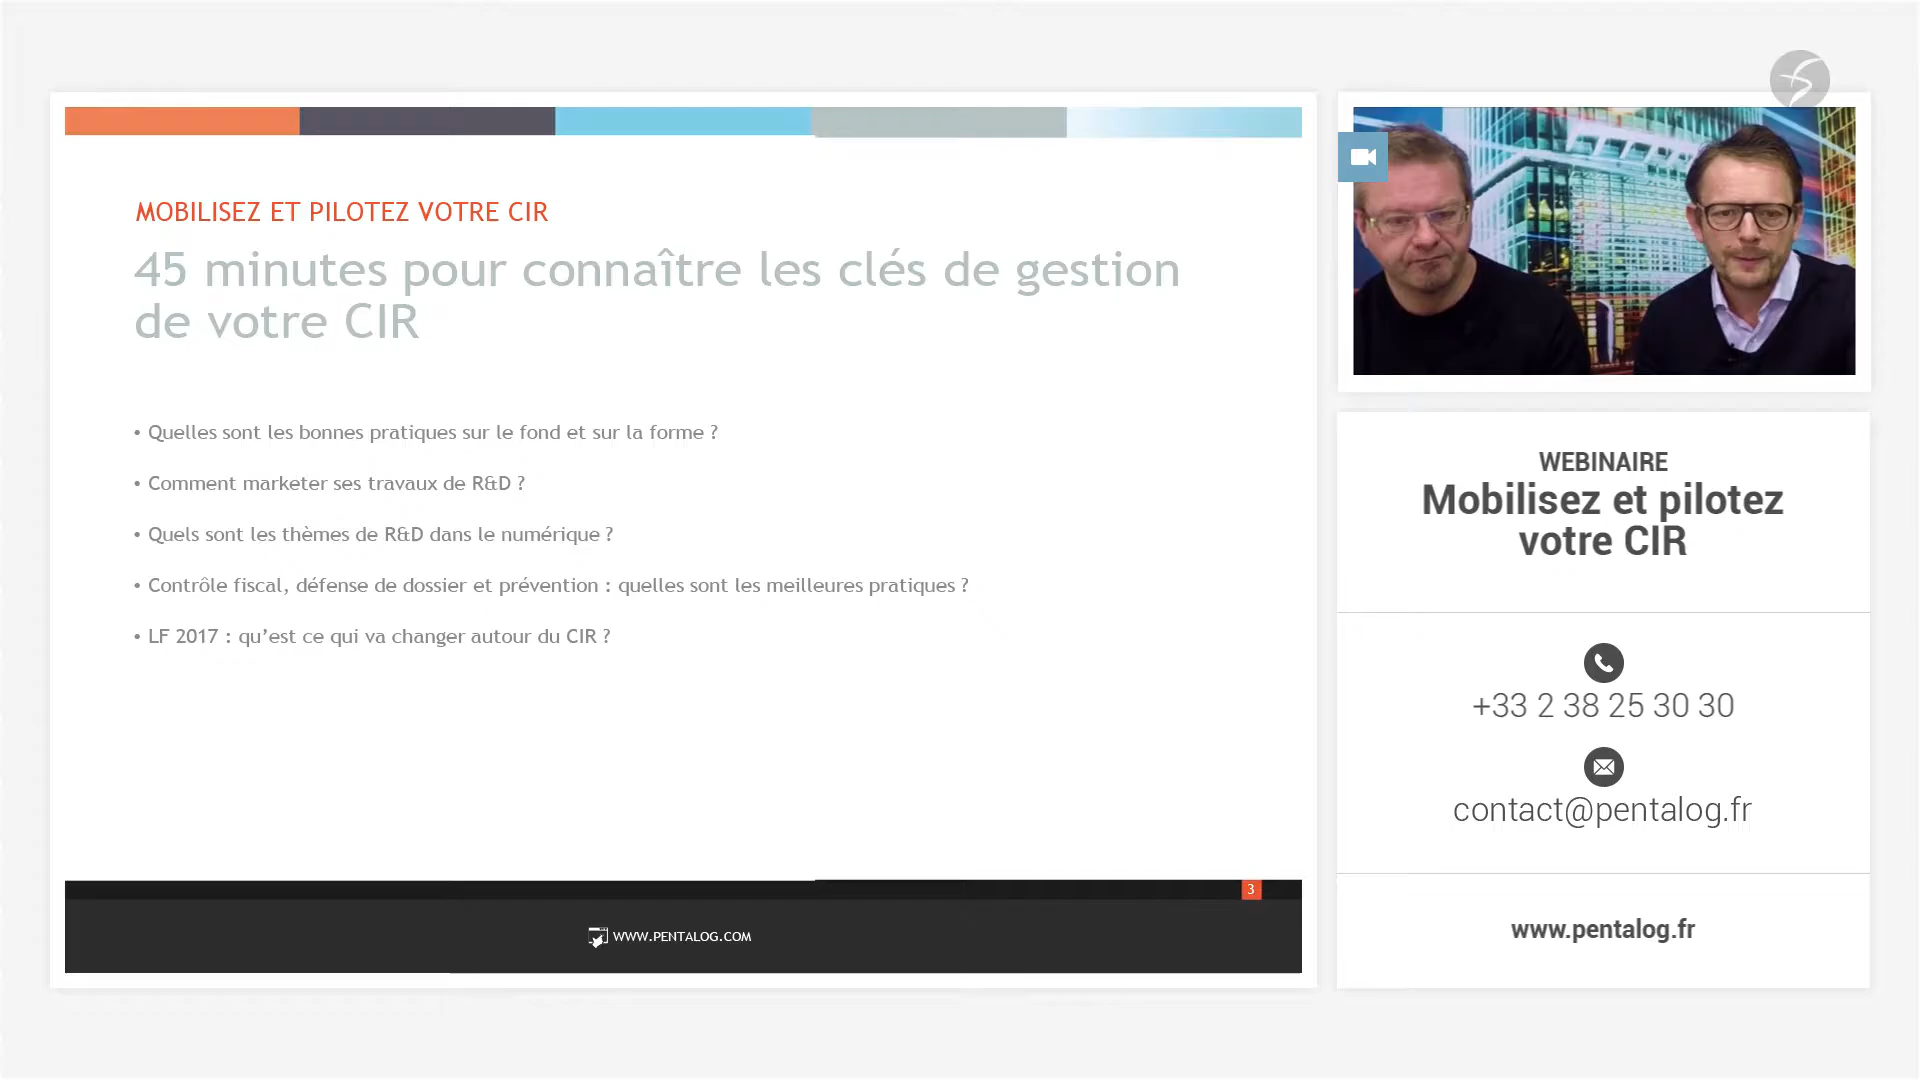 MOBILISEZ ET PILOTEZ VOTRE CIR
45 minutes pour connaître les clés de gestion
de votre CIR
• Quelles sont les bonnes pratiques sur le fond et sur la forme ?
• Comment marketer ses travaux de R&D ?
• Quels sont les thèmes de R&D dans le numérique ?
• Contrôle fiscal, défense de dossier et prévention : quelles sont les meilleures pratiques ?
• LF 2017 : qu’est ce qui va changer autour du CIR ?
3
WWW.PENTALOG.COM
WEBINAIRE
Mobilisez et pilotez
votre CIR
+33 2 38 25 30 30
contact@pentalog.fr
www.pentalog.fr